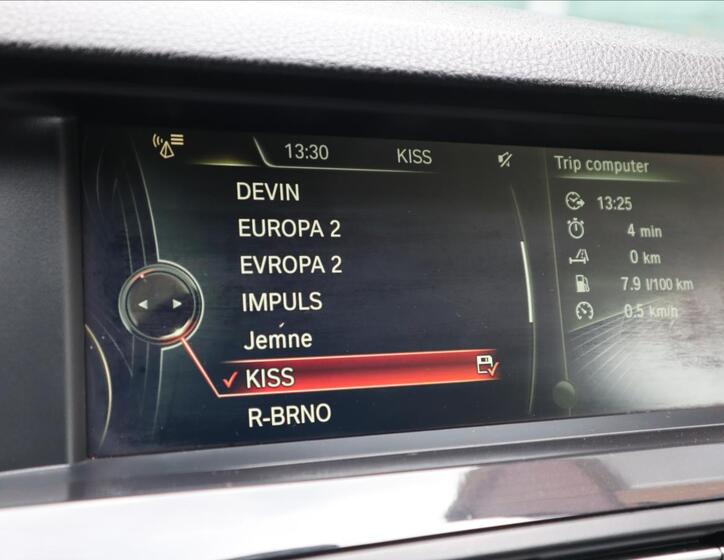 13:30 KISS
DEVIN
EUROPA 2
EVROPA 2
IMPULS
Jemne
KISS
R-BRNO
Trip computer
13:25
4 min
0 km
7.9 l/100 km
0.5 km/h